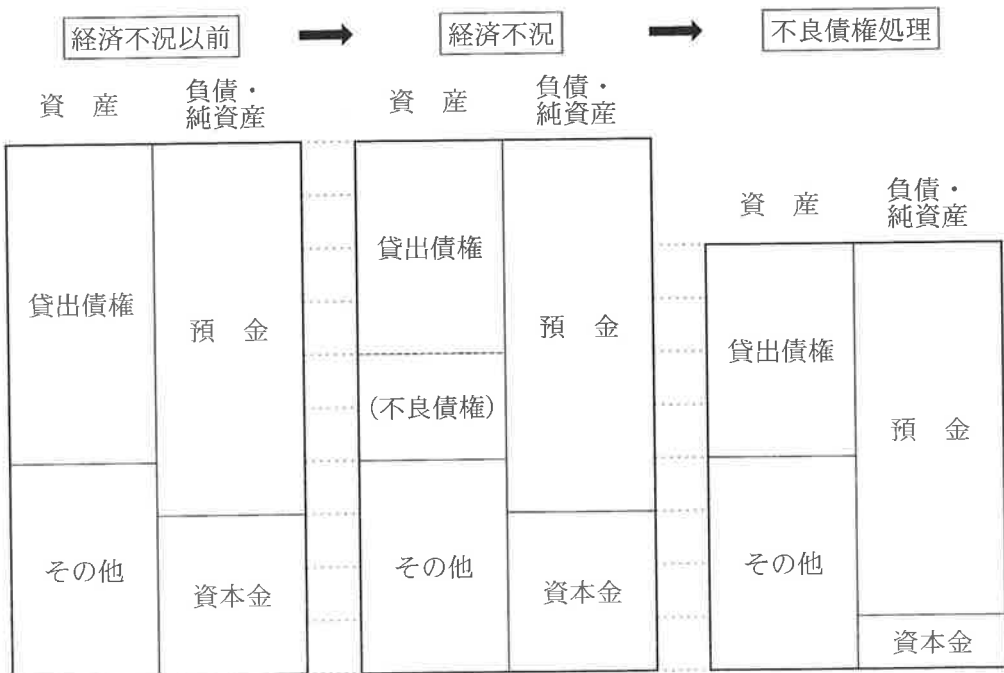 経済不況以前
経済不況
不良債権処理
資 産
負債・
純資産
貸出債権
預 金
その他
資本金
資 産
負債・
純資産
貸出債権
(不良債権)
預 金
その他
資本金
資 産
負債・
純資産
貸出債権
預 金
その他
資本金